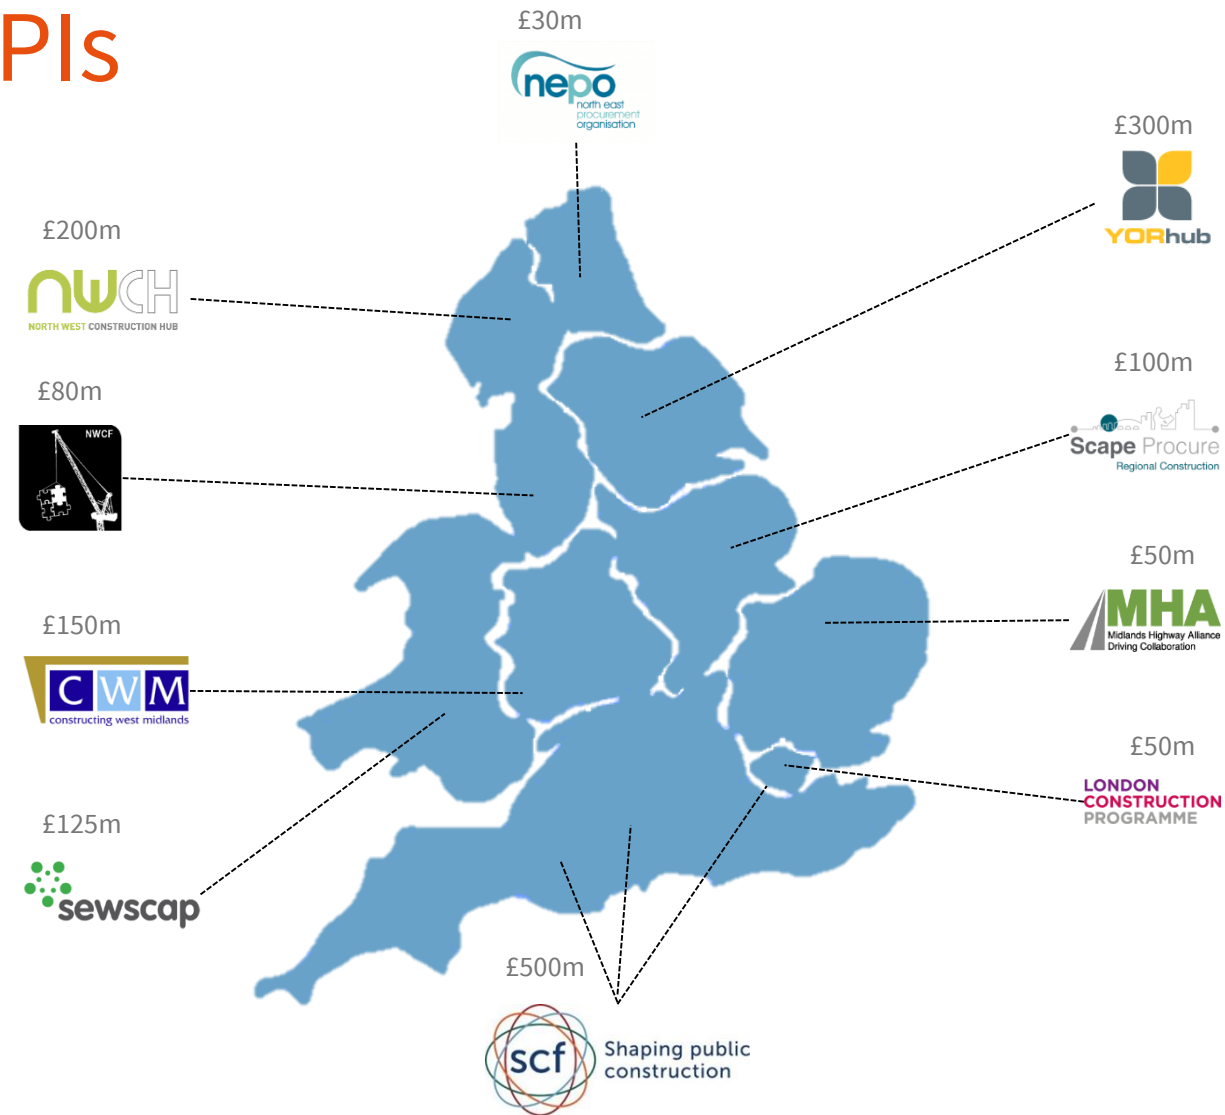 PIs
£30m
nepo
north east
procurement
organisation
£300m
YORhub
£200m
nwCH
NORTH WEST CONSTRUCTION HUB
£100m
Scape Procure
Regional Construction
£80m
NWCF
£50m
MHA
Midlands Highway Alliance
Driving Collaboration
£150m
CWM
constructing west midlands
£50m
LONDON
CONSTRUCTION
PROGRAMME
£125m
sewscap
£500m
scf
Shaping public
construction